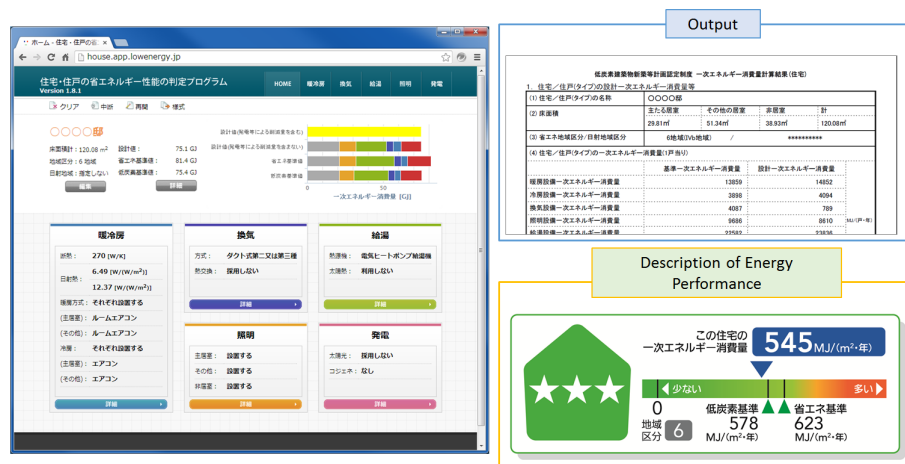 ホーム - 住宅・住戸の省エ
house.app.lowenergy.jp
住宅・住戸の省エネルギー性能の判定プログラム
Version 1.8.1
HOME 暖冷房 換気 給湯 照明 発電
クリア 中断 再開 様式
〇〇〇〇邸
床面積計：120.08 m² 設計値： 75.1 GJ
地域区分：6 地域 省エネ基準値： 81.4 GJ
日射地域：指定しない 低炭素基準値： 75.4 GJ
編集 詳細
設計値(発電等による削減量を含む)
設計値(発電等による削減量を含まない)
省エネ基準値
低炭素基準値
0 50
一次エネルギー消費量 [GJ]
暖冷房
断熱： 270 [W/K]
日射熱： 6.49 [W/(W/m²)]
12.37 [W/(W/m²)]
暖房方式： それぞれ設置する
(主居室)： ルームエアコン
(その他)： ルームエアコン
冷房： それぞれ設置する
(主居室)： エアコン
(その他)： エアコン
詳細
換気
方式： ダクト式第二又は第三種
熱交換： 採用しない
詳細
給湯
熱源機： 電気ヒートポンプ給湯機
太陽熱： 利用しない
詳細
照明
主居室： 設置する
その他： 設置する
非居室： 設置する
詳細
発電
太陽光： 採用しない
コジェネ： なし
詳細
Output
低炭素建築物新築等計画認定制度 一次エネルギー消費量計算結果(住宅)
1. 住宅／住戸(タイプ)の設計一次エネルギー消費量等
(1) 住宅／住戸(タイプ)の名称 〇〇〇〇邸
(2) 床面積 主たる居室 その他の居室 非居室 計
29.81㎡ 51.34㎡ 38.93㎡ 120.08㎡
(3) 省エネ地域区分/日射地域区分 6地域(Ⅳb地域) / **********
(4) 住宅／住戸(タイプ)の一次エネルギー消費量(1戸当り)
基準一次エネルギー消費量 設計一次エネルギー消費量
暖房設備一次エネルギー消費量 13859 14852
冷房設備一次エネルギー消費量 3898 4094
換気設備一次エネルギー消費量 4087 789
照明設備一次エネルギー消費量 9686 8610 MJ/(戸・年)
給湯設備一次エネルギー消費量 22582 23836
Description of Energy
Performance
この住宅の
一次エネルギー消費量 545 MJ/(m²・年)
少ない 多い
0 低炭素基準 省エネ基準
578 623
MJ/(m²・年) MJ/(m²・年)
地域
区分 6